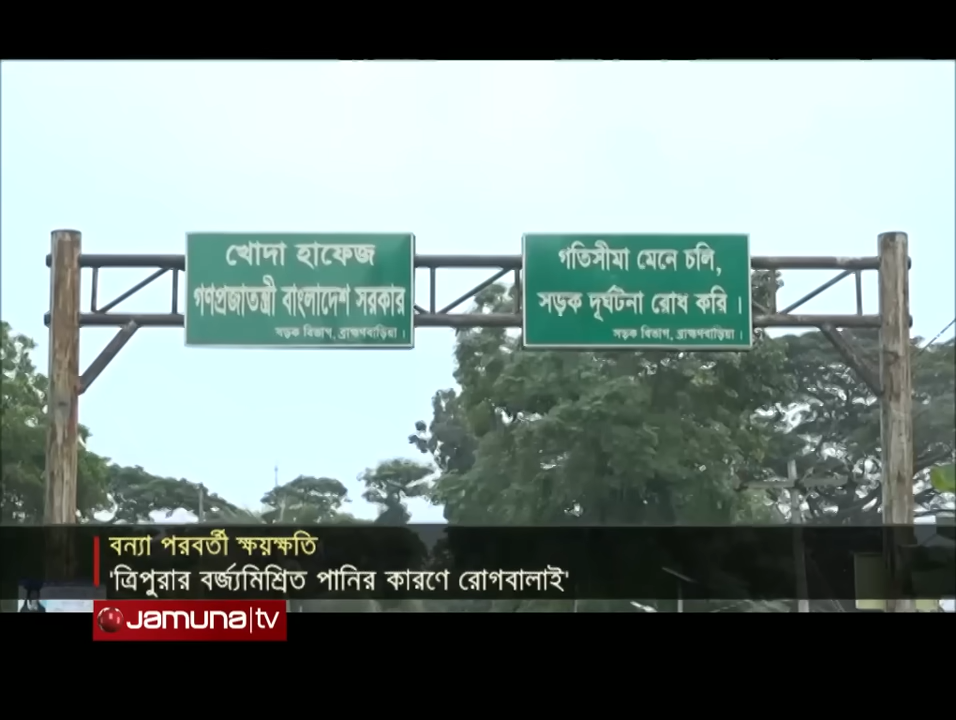 খোদা হাফেজ
গণপ্রজাতন্ত্রী বাংলাদেশ সরকার
সড়ক বিভাগ, ব্রাহ্মণবাড়িয়া ।
গতিসীমা মেনে চলি,
সড়ক দূর্ঘটনা রোধ করি ।
সড়ক বিভাগ, ব্রাহ্মণবাড়িয়া ।
বন্যা পরবর্তী ক্ষয়ক্ষতি
'ত্রিপুরার বর্জ্যমিশ্রিত পানির কারণে রোগবালাই'
Jamuna|tv